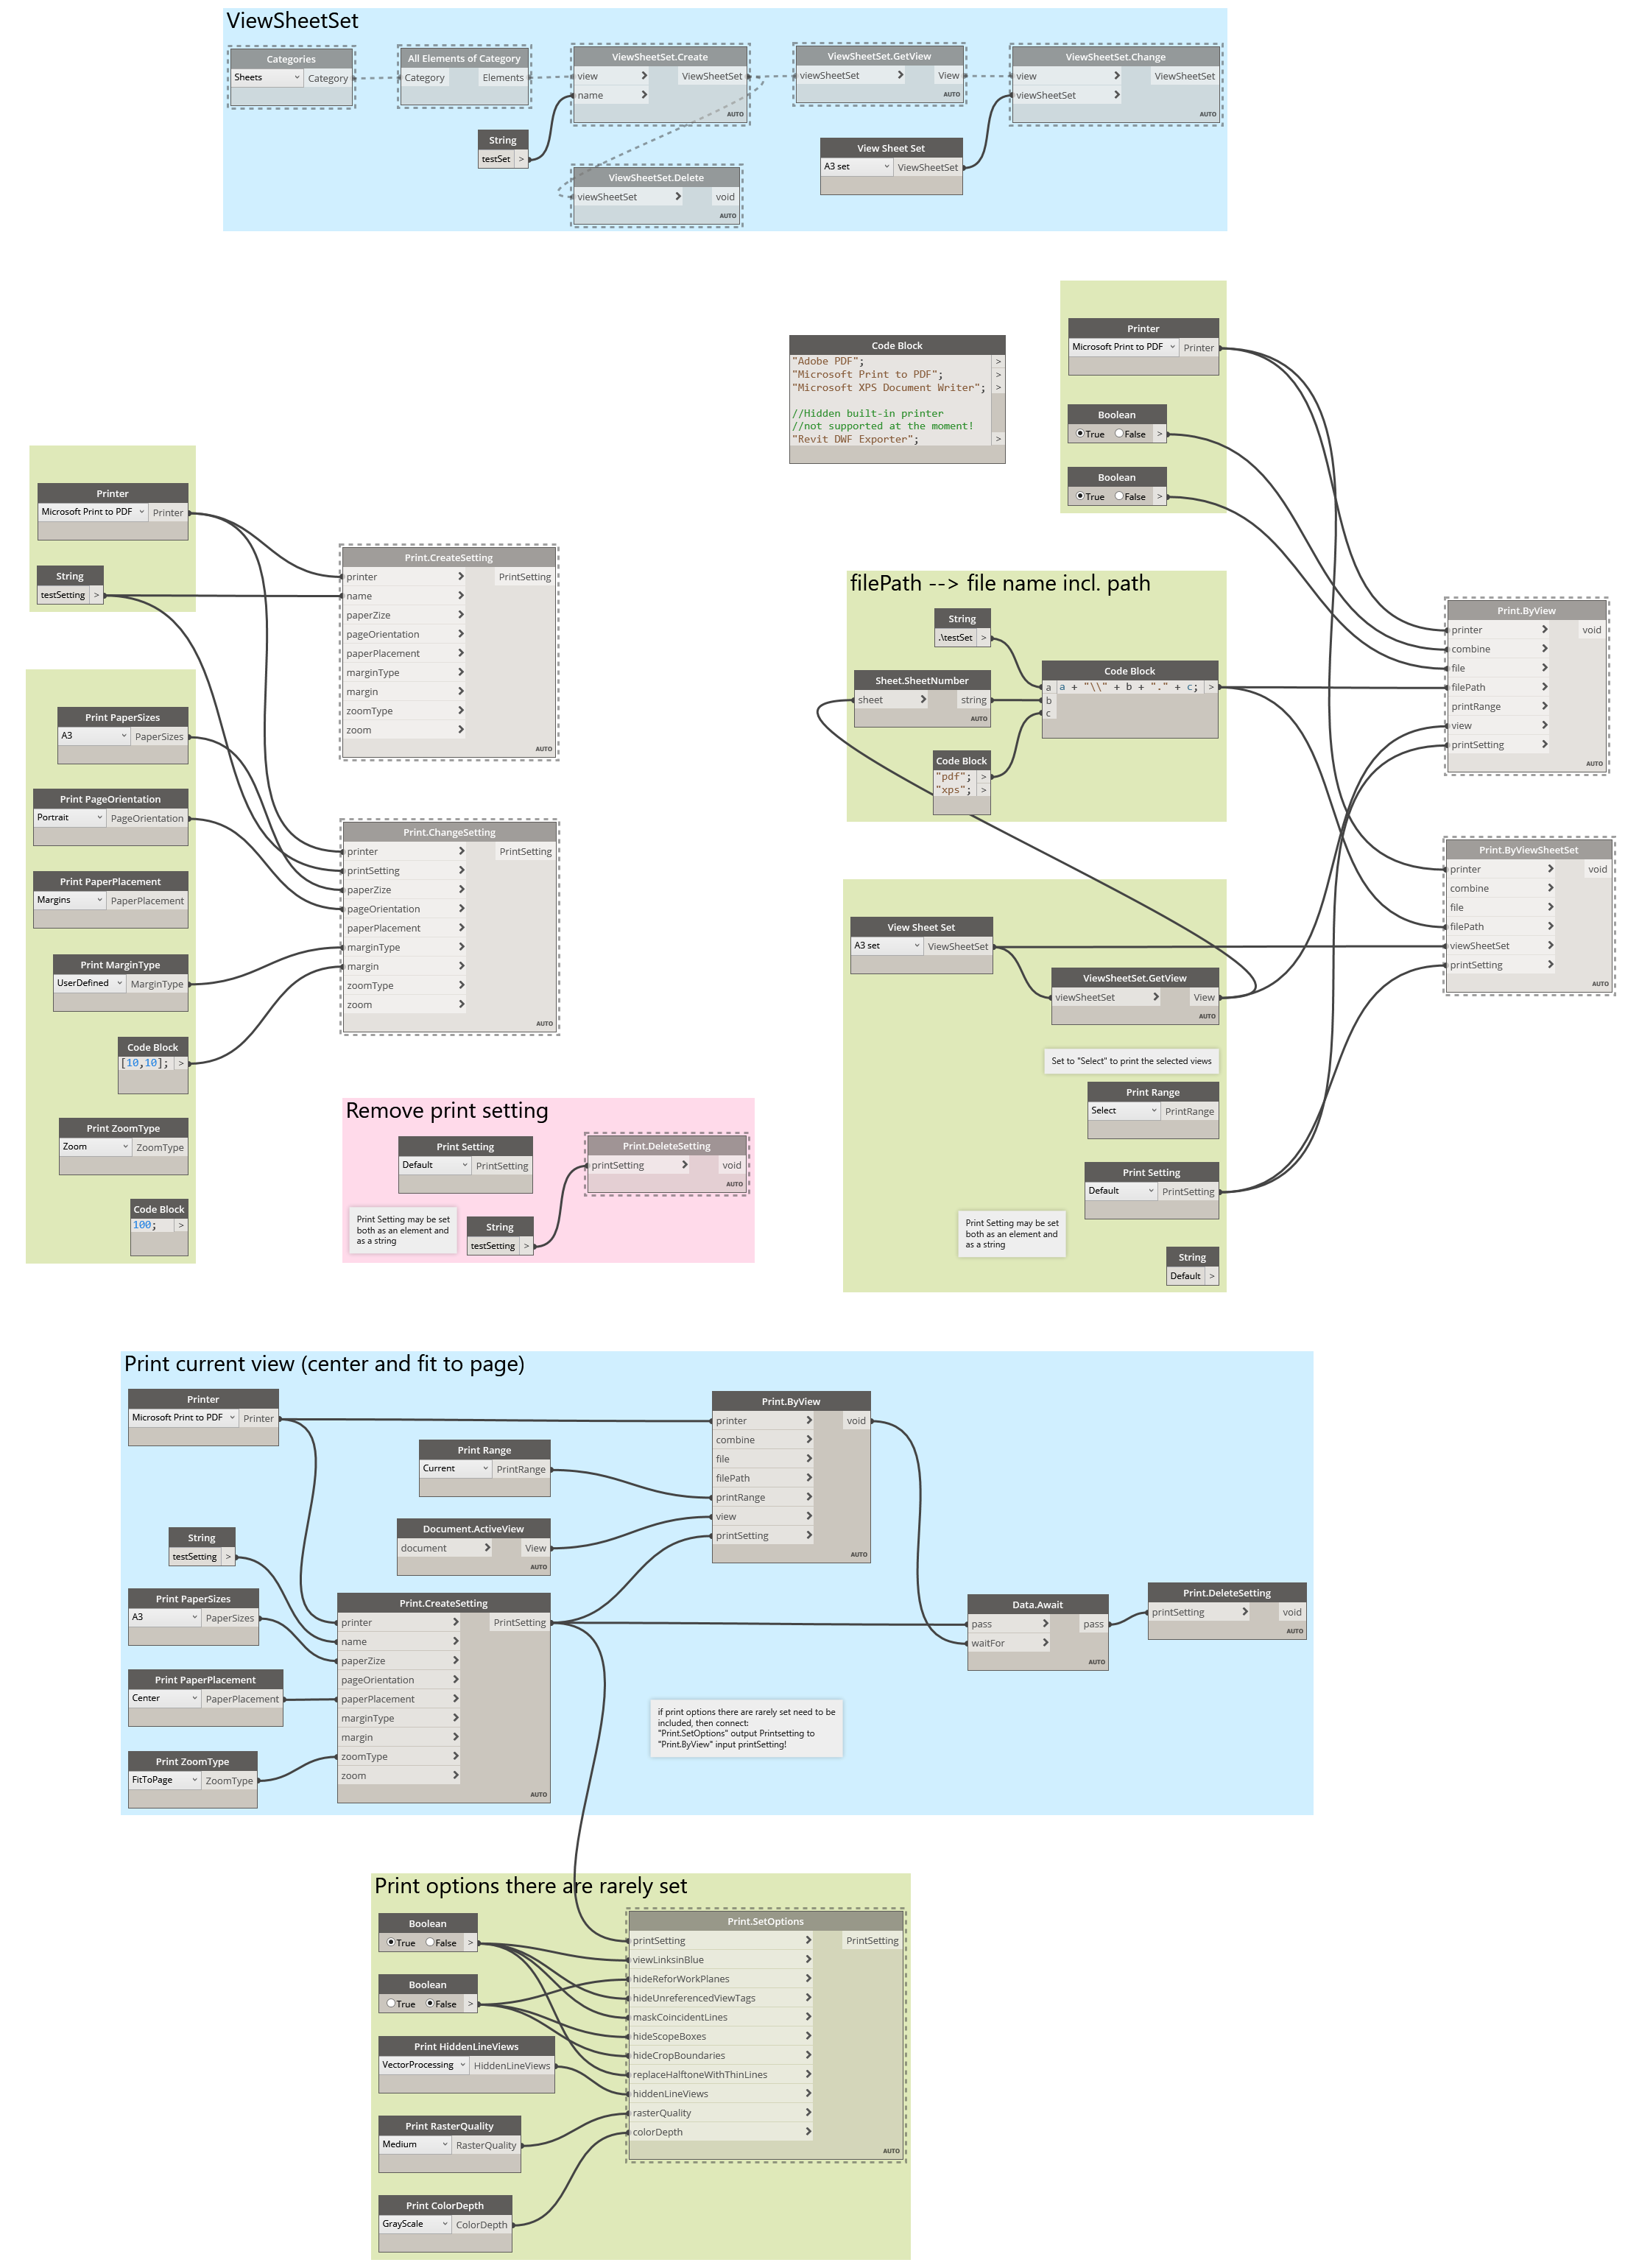 ViewSheetSet
Categories
Sheets
Category
All Elements of Category
Category
Elements
ViewSheetSet.Create
view
ViewSheetSet
name
AUTO
ViewSheetSet.GetView
viewSheetSet
View
AUTO
ViewSheetSet.Change
view
ViewSheetSet
viewSheetSet
AUTO
String
testSet >
View Sheet Set
A3 set
ViewSheetSet
ViewSheetSet.Delete
viewSheetSet
void
AUTO
Code Block
"Adobe PDF"; >
"Microsoft Print to PDF"; >
"Microsoft XPS Document Writer"; >
//Hidden built-in printer
//not supported at the moment!
"Revit DWF Exporter"; >
Printer
Microsoft Print to PDF
Printer
Boolean
True False >
Boolean
True False >
Printer
Microsoft Print to PDF
Printer
String
testSetting >
Print.CreateSetting
printer
PrintSetting
name
paperZize
pageOrientation
paperPlacement
marginType
margin
zoomType
zoom
AUTO
Print PaperSizes
A3
PaperSizes
Print PageOrientation
Portrait
PageOrientation
Print PaperPlacement
Margins
PaperPlacement
Print MarginType
UserDefined
MarginType
Code Block
[10,10]; >
Print ZoomType
Zoom
ZoomType
Code Block
100; >
Print.ChangeSetting
printer
PrintSetting
printSetting
paperZize
pageOrientation
paperPlacement
marginType
margin
zoomType
zoom
AUTO
filePath --> file name incl. path
String
.\testSet >
Sheet.SheetNumber
sheet
string
AUTO
Code Block
a a + "\\" + b + "." + c; >
b
c
Code Block
"pdf"; >
"xps"; >
Print.ByView
printer
void
combine
file
filePath
printRange
view
printSetting
AUTO
Print.ByViewSheetSet
printer
void
combine
file
filePath
viewSheetSet
printSetting
AUTO
View Sheet Set
A3 set
ViewSheetSet
ViewSheetSet.GetView
viewSheetSet
View
AUTO
Set to "Select" to print the selected views
Print Range
Select
PrintRange
Print Setting
Default
PrintSetting
Print Setting may be set
both as an element and
as a string
String
Default >
Remove print setting
Print Setting
Default
PrintSetting
Print.DeleteSetting
printSetting
void
AUTO
Print Setting may be set
both as an element and
as a string
String
testSetting >
Print current view (center and fit to page)
Printer
Microsoft Print to PDF
Printer
Print Range
Current
PrintRange
Document.ActiveView
document
View
AUTO
Print.ByView
printer
void
combine
file
filePath
printRange
view
printSetting
AUTO
String
testSetting >
Print PaperSizes
A3
PaperSizes
Print PaperPlacement
Center
PaperPlacement
Print ZoomType
FitToPage
ZoomType
Print.CreateSetting
printer
PrintSetting
name
paperZize
pageOrientation
paperPlacement
marginType
margin
zoomType
zoom
AUTO
Data.Await
pass
pass
waitFor
AUTO
Print.DeleteSetting
printSetting
void
AUTO
if print options there are rarely set need to be
included, then connect:
"Print.SetOptions" output Printsetting to
"Print.ByView" input printSetting!
Print options there are rarely set
Boolean
True False >
Boolean
True False >
Print HiddenLineViews
VectorProcessing
HiddenLineViews
Print RasterQuality
Medium
RasterQuality
Print ColorDepth
GrayScale
ColorDepth
Print.SetOptions
printSetting
PrintSetting
viewLinksinBlue
hideReforWorkPlanes
hideUnreferencedViewTags
maskCoincidentLines
hideScopeBoxes
hideCropBoundaries
replaceHalftoneWithThinLines
hiddenLineViews
rasterQuality
colorDepth
AUTO